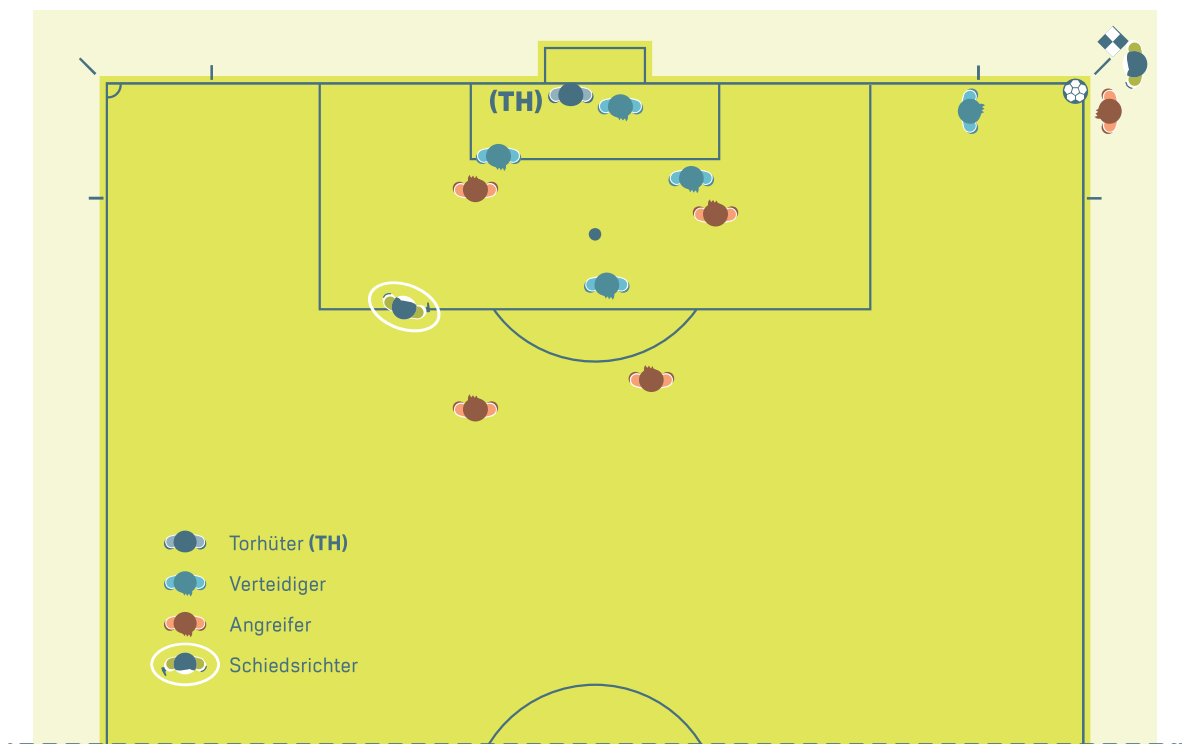 (TH)
Torhüter (TH)
Verteidiger
Angreifer
Schiedsrichter